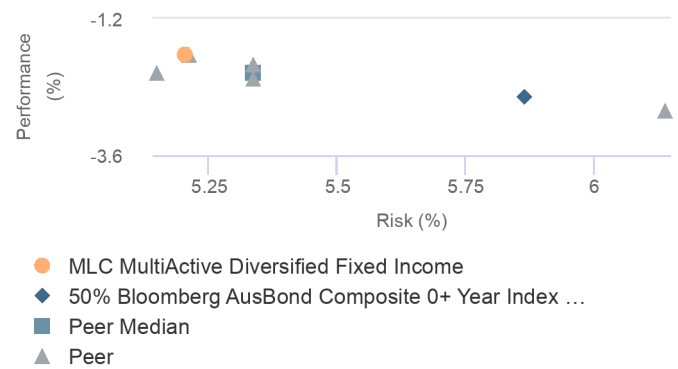 -1.2
Performance
(%)
-3.6
5.25 5.5 5.75 6
Risk (%)
MLC MultiActive Diversified Fixed Income
50% Bloomberg AusBond Composite 0+ Year Index …
Peer Median
Peer